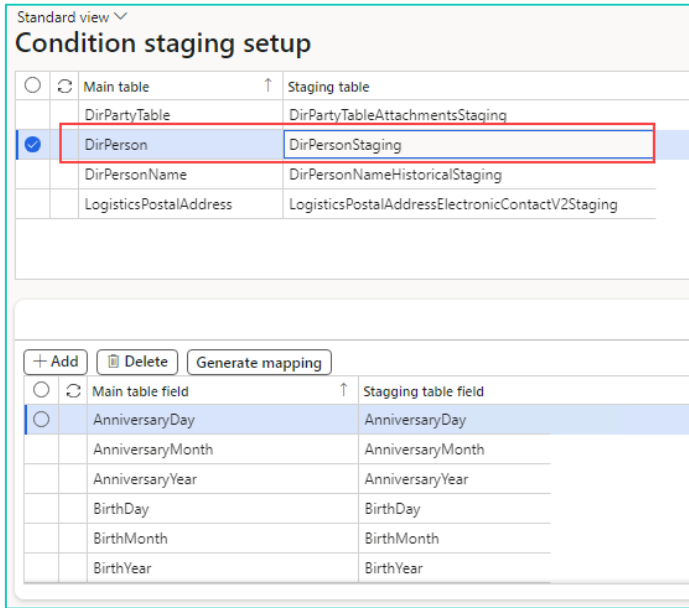 Standard view
Condition staging setup
Main table Staging table
DirPartyTable DirPartyTableAttachmentsStaging
DirPerson DirPersonStaging
DirPersonName DirPersonNameHistoricalStaging
LogisticsPostalAddress LogisticsPostalAddressElectronicContactV2Staging
Add Delete Generate mapping
Main table field Stagging table field
AnniversaryDay AnniversaryDay
AnniversaryMonth AnniversaryMonth
AnniversaryYear AnniversaryYear
BirthDay BirthDay
BirthMonth BirthMonth
BirthYear BirthYear